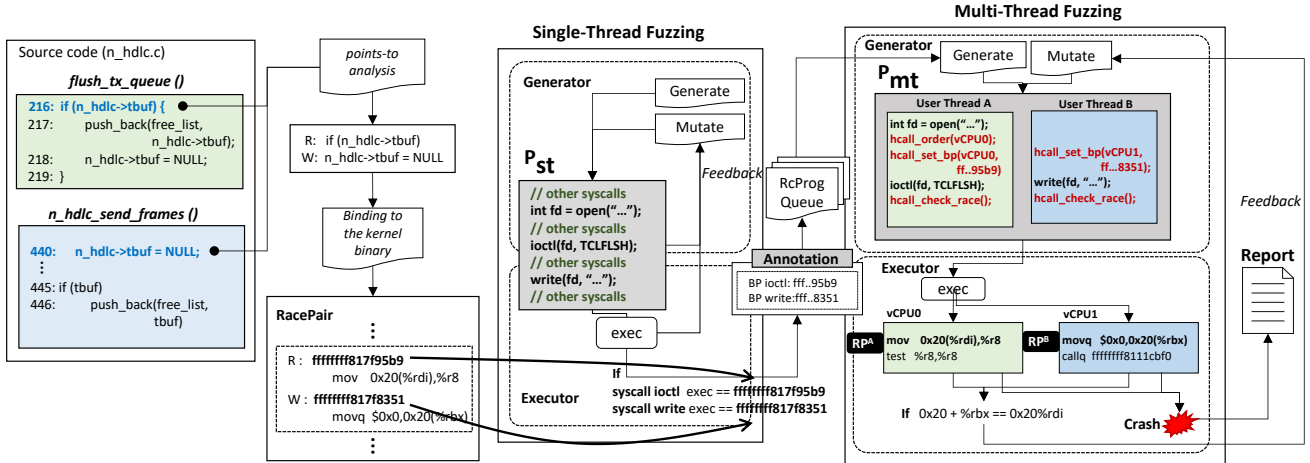 Source code (n_hdlc.c)
flush_tx_queue ()
216: if (n_hdlc->tbuf) {
217: push_back(free_list,
n_hdlc->tbuf);
218: n_hdlc->tbuf = NULL;
219: }
n_hdlc_send_frames ()
440: n_hdlc->tbuf = NULL;
⋮
445: if (tbuf)
446: push_back(free_list,
tbuf)
points-to
analysis
R: if (n_hdlc->tbuf)
W: n_hdlc->tbuf = NULL
Binding to
the kernel
binary
RacePair
⋮
R : ffffffff817f95b9
mov 0x20(%rdi),%r8
W : ffffffff817f8351
movq $0x0,0x20(%rbx)
⋮
Single-Thread Fuzzing
Generator
Generate
Mutate
Pst
// other syscalls
int fd = open("...");
// other syscalls
ioctl(fd, TCLFLSH);
// other syscalls
write(fd, "...");
// other syscalls
Feedback
exec
Executor
If
syscall ioctl exec == ffffffff817f95b9
syscall write exec == ffffffff817f8351
RcProg
Queue
Annotation
BP ioctl: fff..95b9
BP write:fff..8351
Multi-Thread Fuzzing
Generator
Generate
Mutate
Pmt
User Thread A
int fd = open("...");
hcall_order(vCPU0);
hcall_set_bp(vCPU0,
ff..95b9)
ioctl(fd, TCLFLSH);
hcall_check_race();
User Thread B
hcall_set_bp(vCPU1,
ff...8351);
write(fd, "...");
hcall_check_race();
Executor
exec
vCPU0
RPA
mov 0x20(%rdi),%r8
test %r8,%r8
vCPU1
RPB
movq $0x0,0x20(%rbx)
callq ffffffff8111cbf0
If 0x20 + %rbx == 0x20%rdi
Crash
Feedback
Report